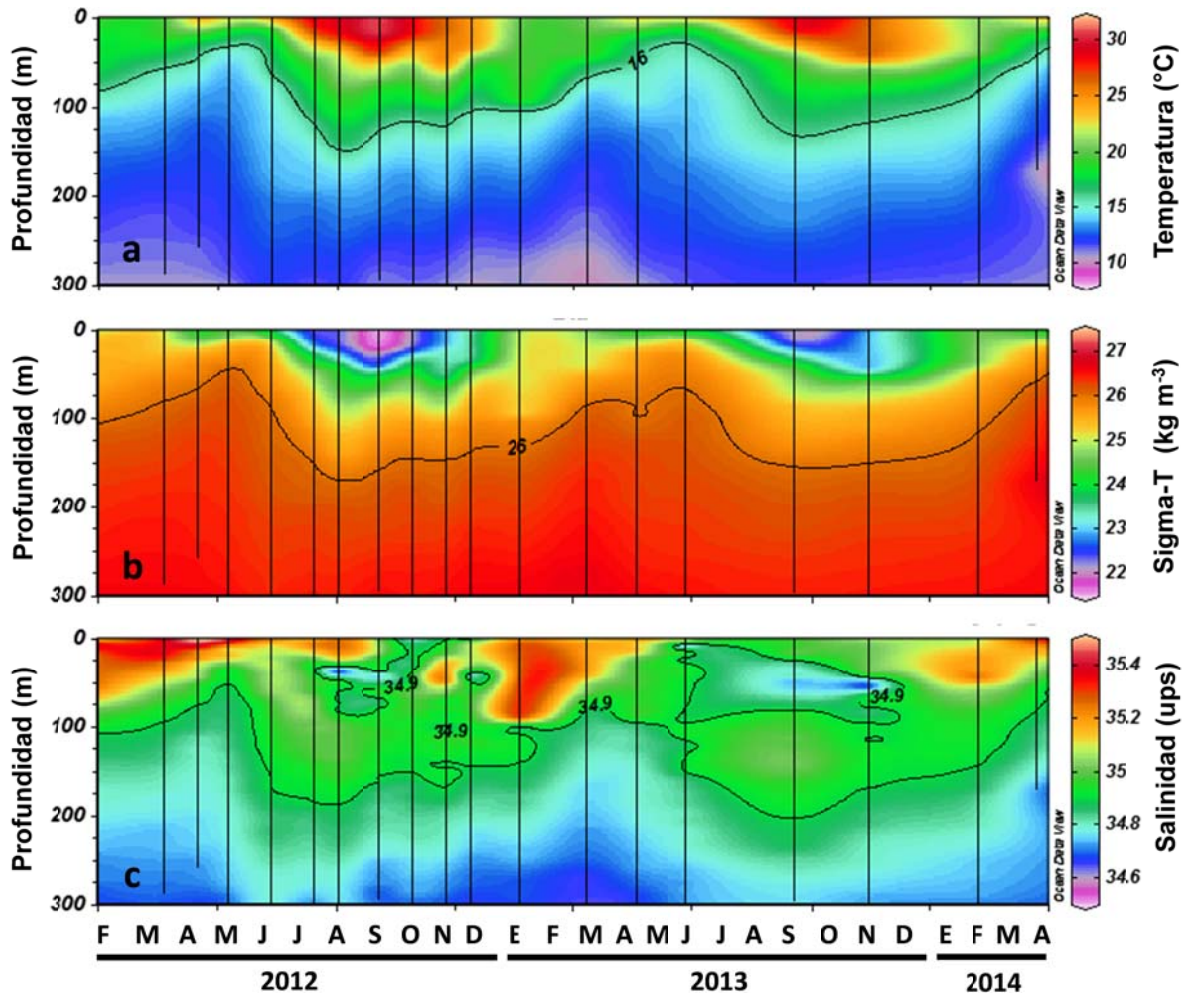 0
100
200
300
Profundidad (m)
a
16
Ocean Data View
30
25
20
15
10
Temperatura (°C)
0
100
200
300
Profundidad (m)
b
26
Ocean Data View
27
26
25
24
23
22
Sigma-T (kg m-3)
0
100
200
300
Profundidad (m)
c
34.9
34.9
34.9
34.9
Ocean Data View
35.4
35.2
35
34.8
34.6
Salinidad (ups)
F M A M J J A S O N D E F M A M J J A S O N D E F M A
2012 2013 2014